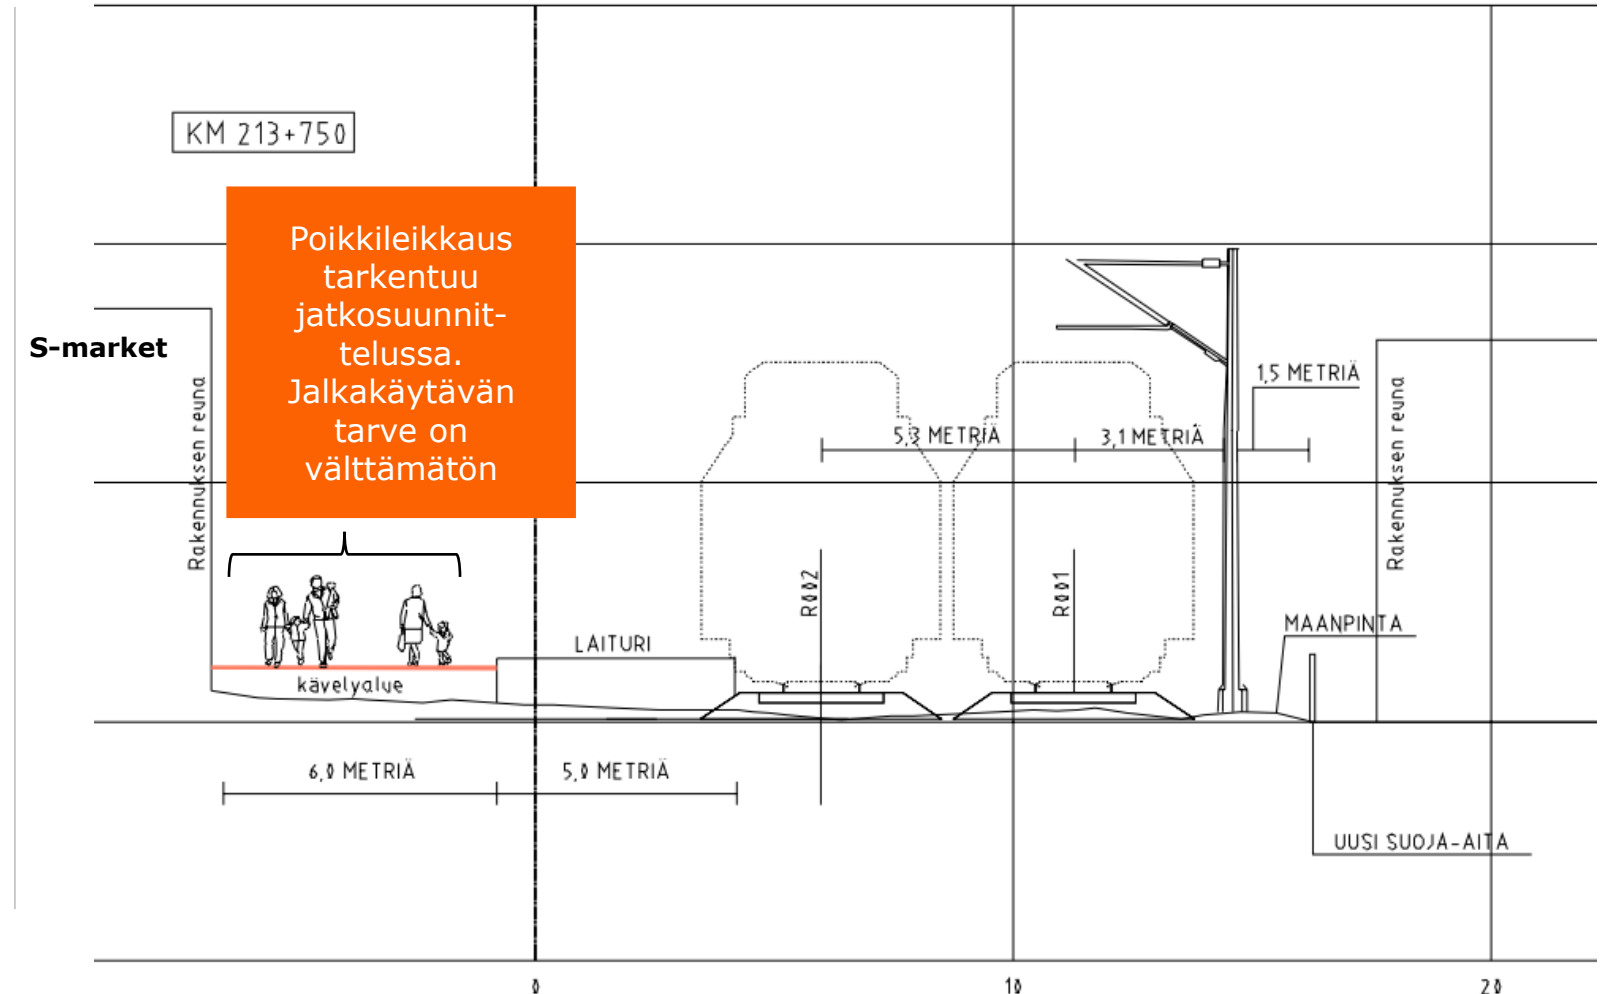 KM 213+750
Poikkileikkaus
tarkentuu
jatkosuunnit-
telussa.
Jalkakäytävän
tarve on
välttämätön
S-market
Rakennuksen reuna
1,5 METRIÄ
5,3 METRIÄ
3,1 METRIÄ
Rakennuksen reuna
R002
R001
LAITURI
MAANPINTA
kävelyalue
6,0 METRIÄ
5,0 METRIÄ
UUSI SUOJA-AITA
0
10
20